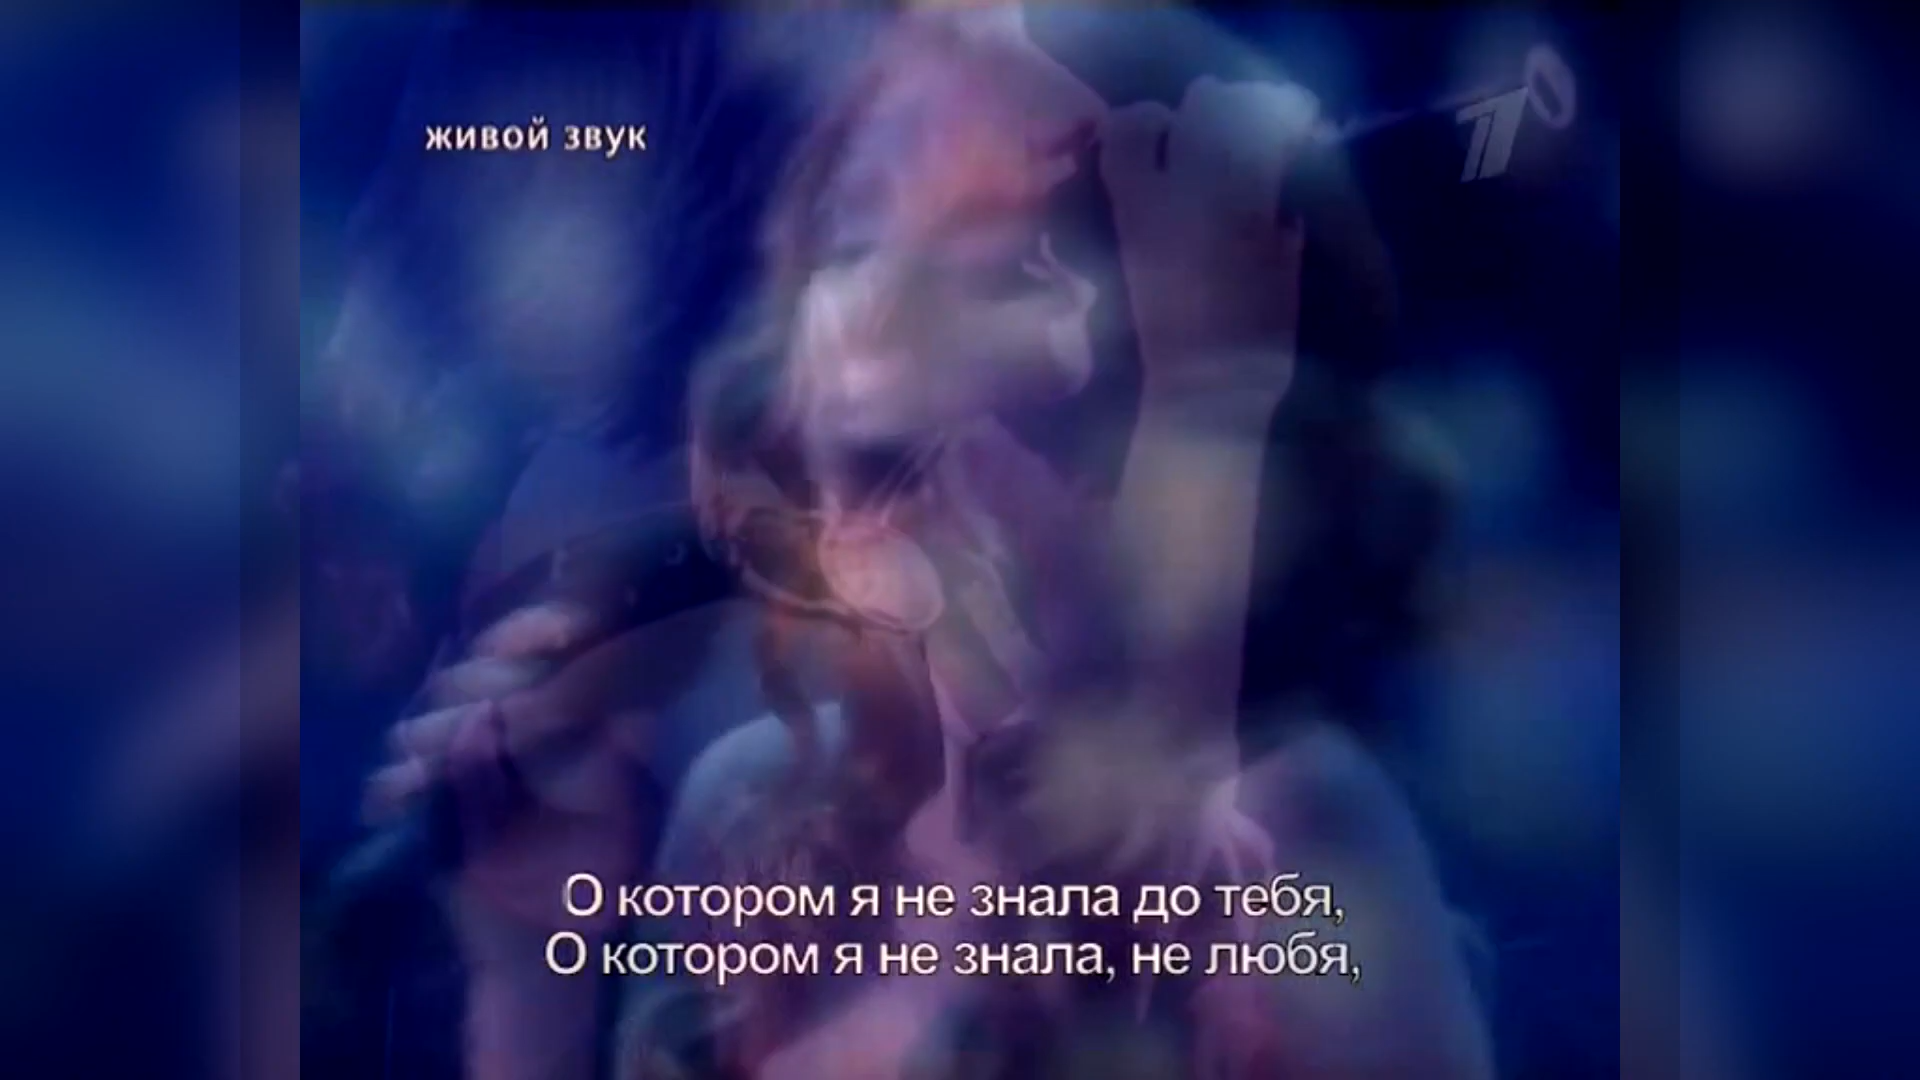 живой звук
О котором я не знала до тебя,
О котором я не знала, не любя,